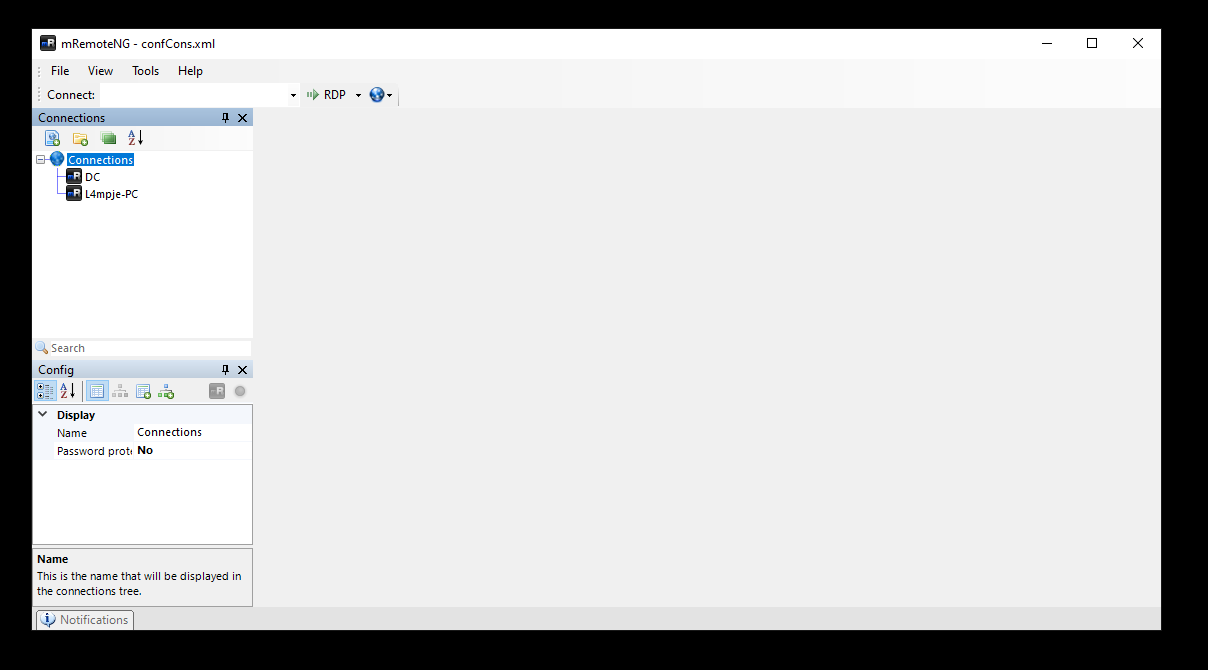 mRemoteNG - confCons.xml
File View Tools Help
Connect: RDP
Connections
Connections
DC
L4mpje-PC
Search
Config
Display
Name Connections
Password prote No
Name
This is the name that will be displayed in
the connections tree.
Notifications